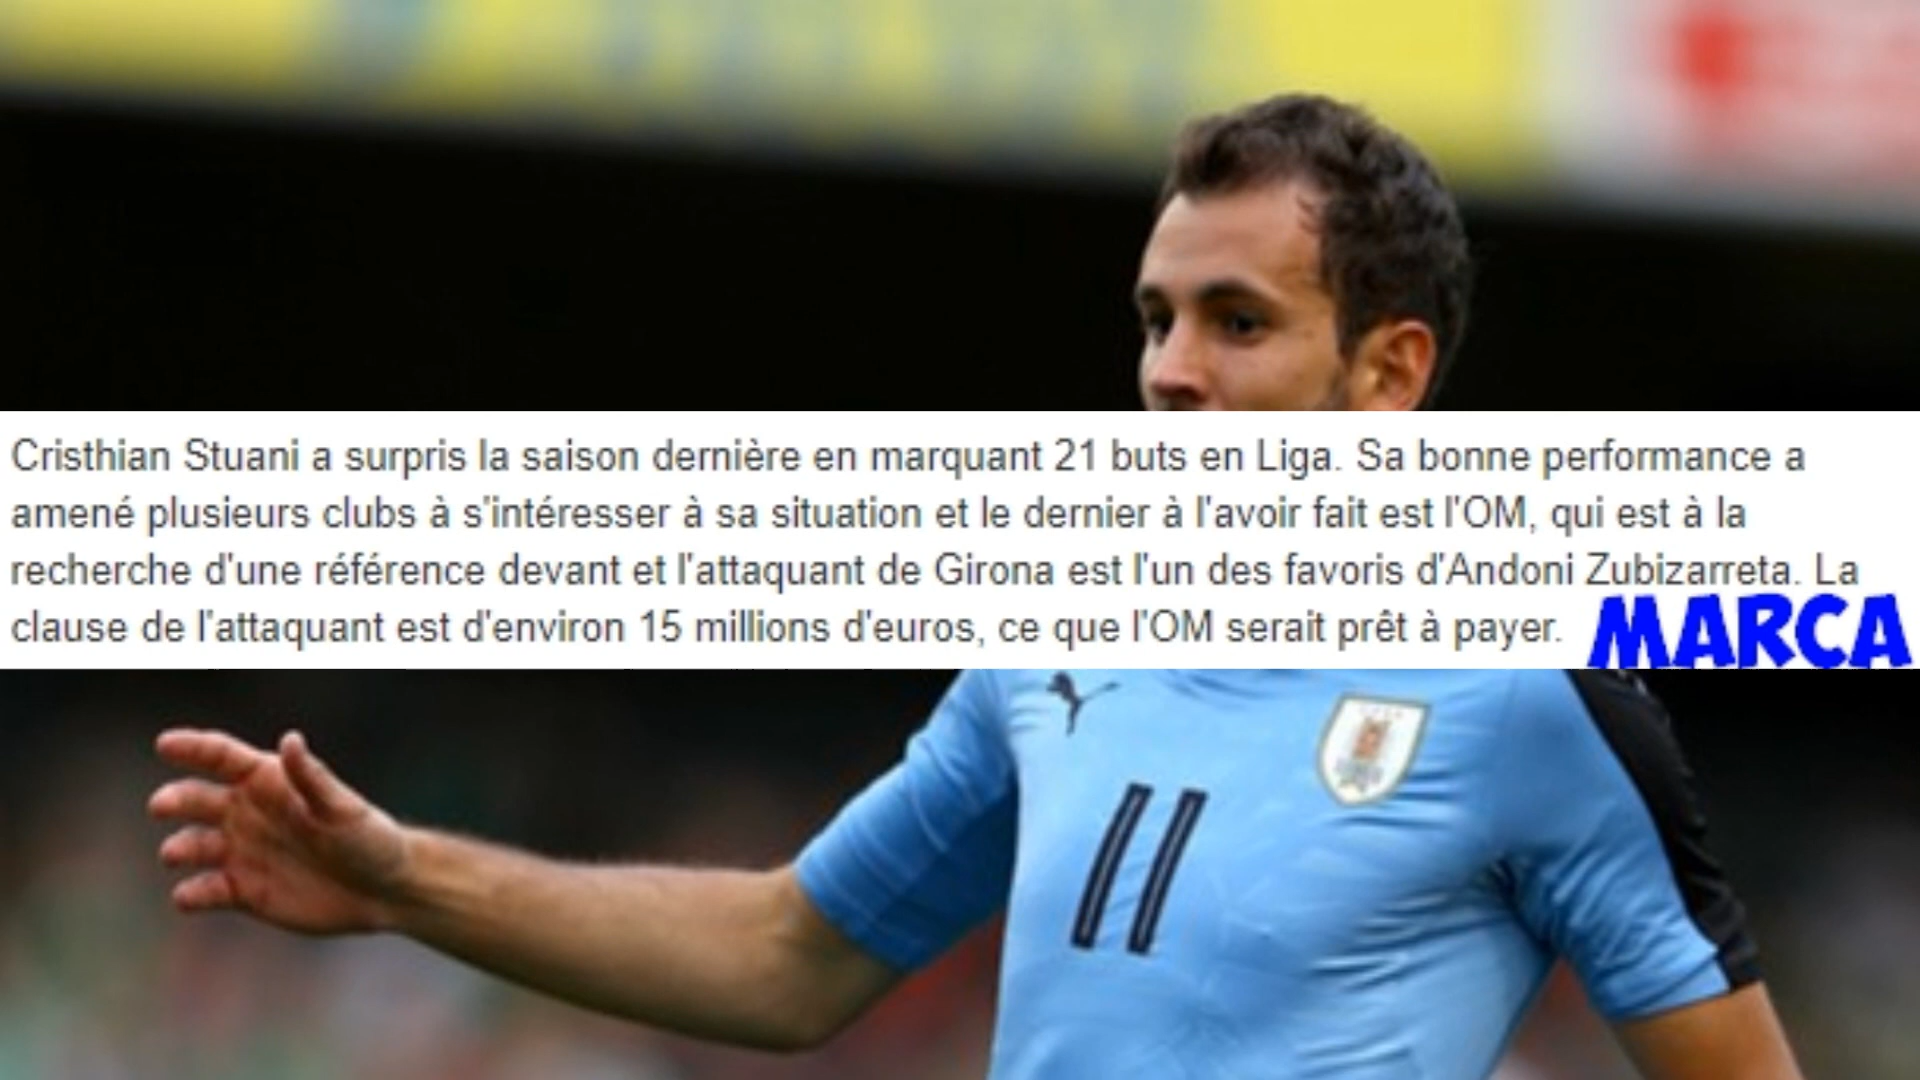 Cristhian Stuani a surpris la saison dernière en marquant 21 buts en Liga. Sa bonne performance a
amené plusieurs clubs à s'intéresser à sa situation et le dernier à l'avoir fait est l'OM, qui est à la
recherche d'une référence devant et l'attaquant de Girona est l'un des favoris d'Andoni Zubizarreta. La
clause de l'attaquant est d'environ 15 millions d'euros, ce que l'OM serait prêt à payer.
MARCA
11